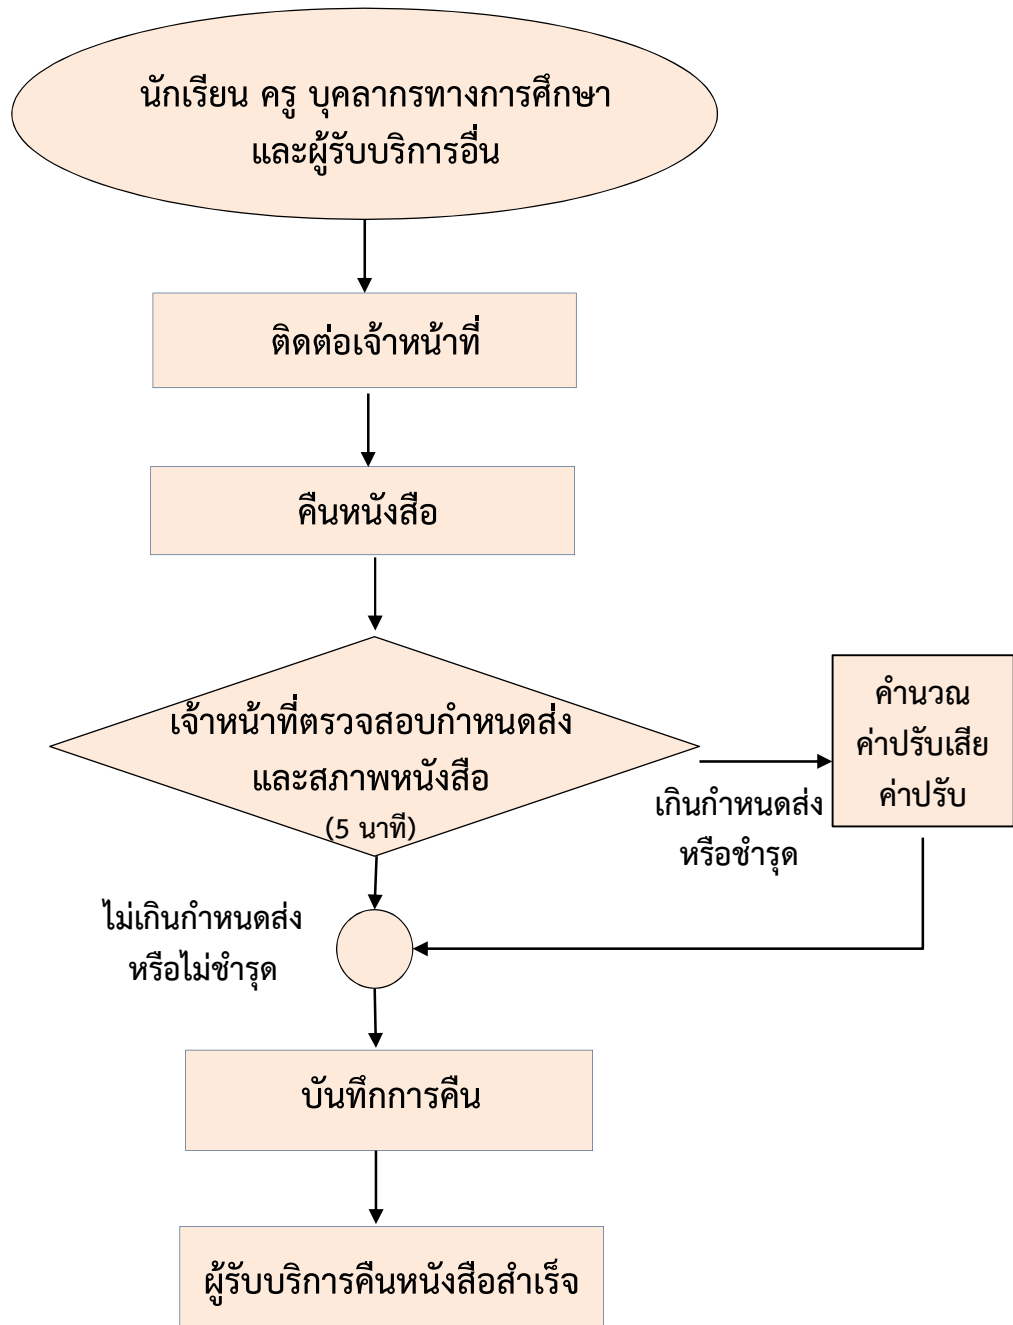 นักเรียน ครู บุคลากรทางการศึกษา
และผู้รับบริการอื่น
ติดต่อเจ้าหน้าที่
คืนหนังสือ
เจ้าหน้าที่ตรวจสอบกำหนดส่ง
และสภาพหนังสือ
(5 นาที)
คำนวณ
ค่าปรับเสีย
ค่าปรับ
เกินกำหนดส่ง
หรือชำรุด
ไม่เกินกำหนดส่ง
หรือไม่ชำรุด
บันทึกการคืน
ผู้รับบริการคืนหนังสือสำเร็จ